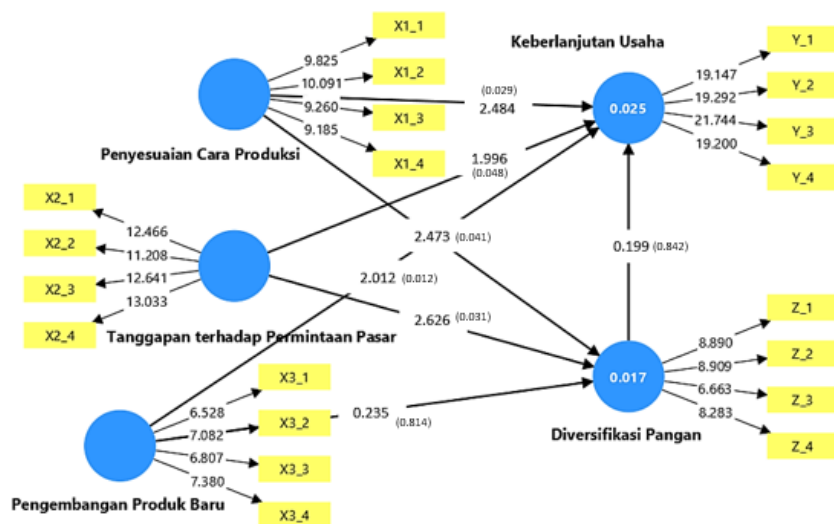 X1_1
Keberlanjutan Usaha
Y_1
9.825
19.147
X1_2
10.091
(0.029)
19.292
Y_2
9.260
2.484
0.025
21.744
X1_3
9.185
19.200
Y_3
Penyesuaian Cara Produksi
X1_4
1.996
(0.048)
Y_4
X2_1
12.466
X2_2
11.208
2.473 (0.041)
0.199 (0.842)
12.641
2.012 (0.012)
X2_3
13.033
Z_1
X2_4
2.626 (0.031)
8.890
Tanggapan terhadap Permintaan Pasar
8.909
Z_2
0.017
6.663
X3_1
8.283
Z_3
6.528
0.235
(0.814)
X3_2
7.082
Diversifikasi Pangan
Z_4
6.807
X3_3
7.380
Pengembangan Produk Baru
X3_4